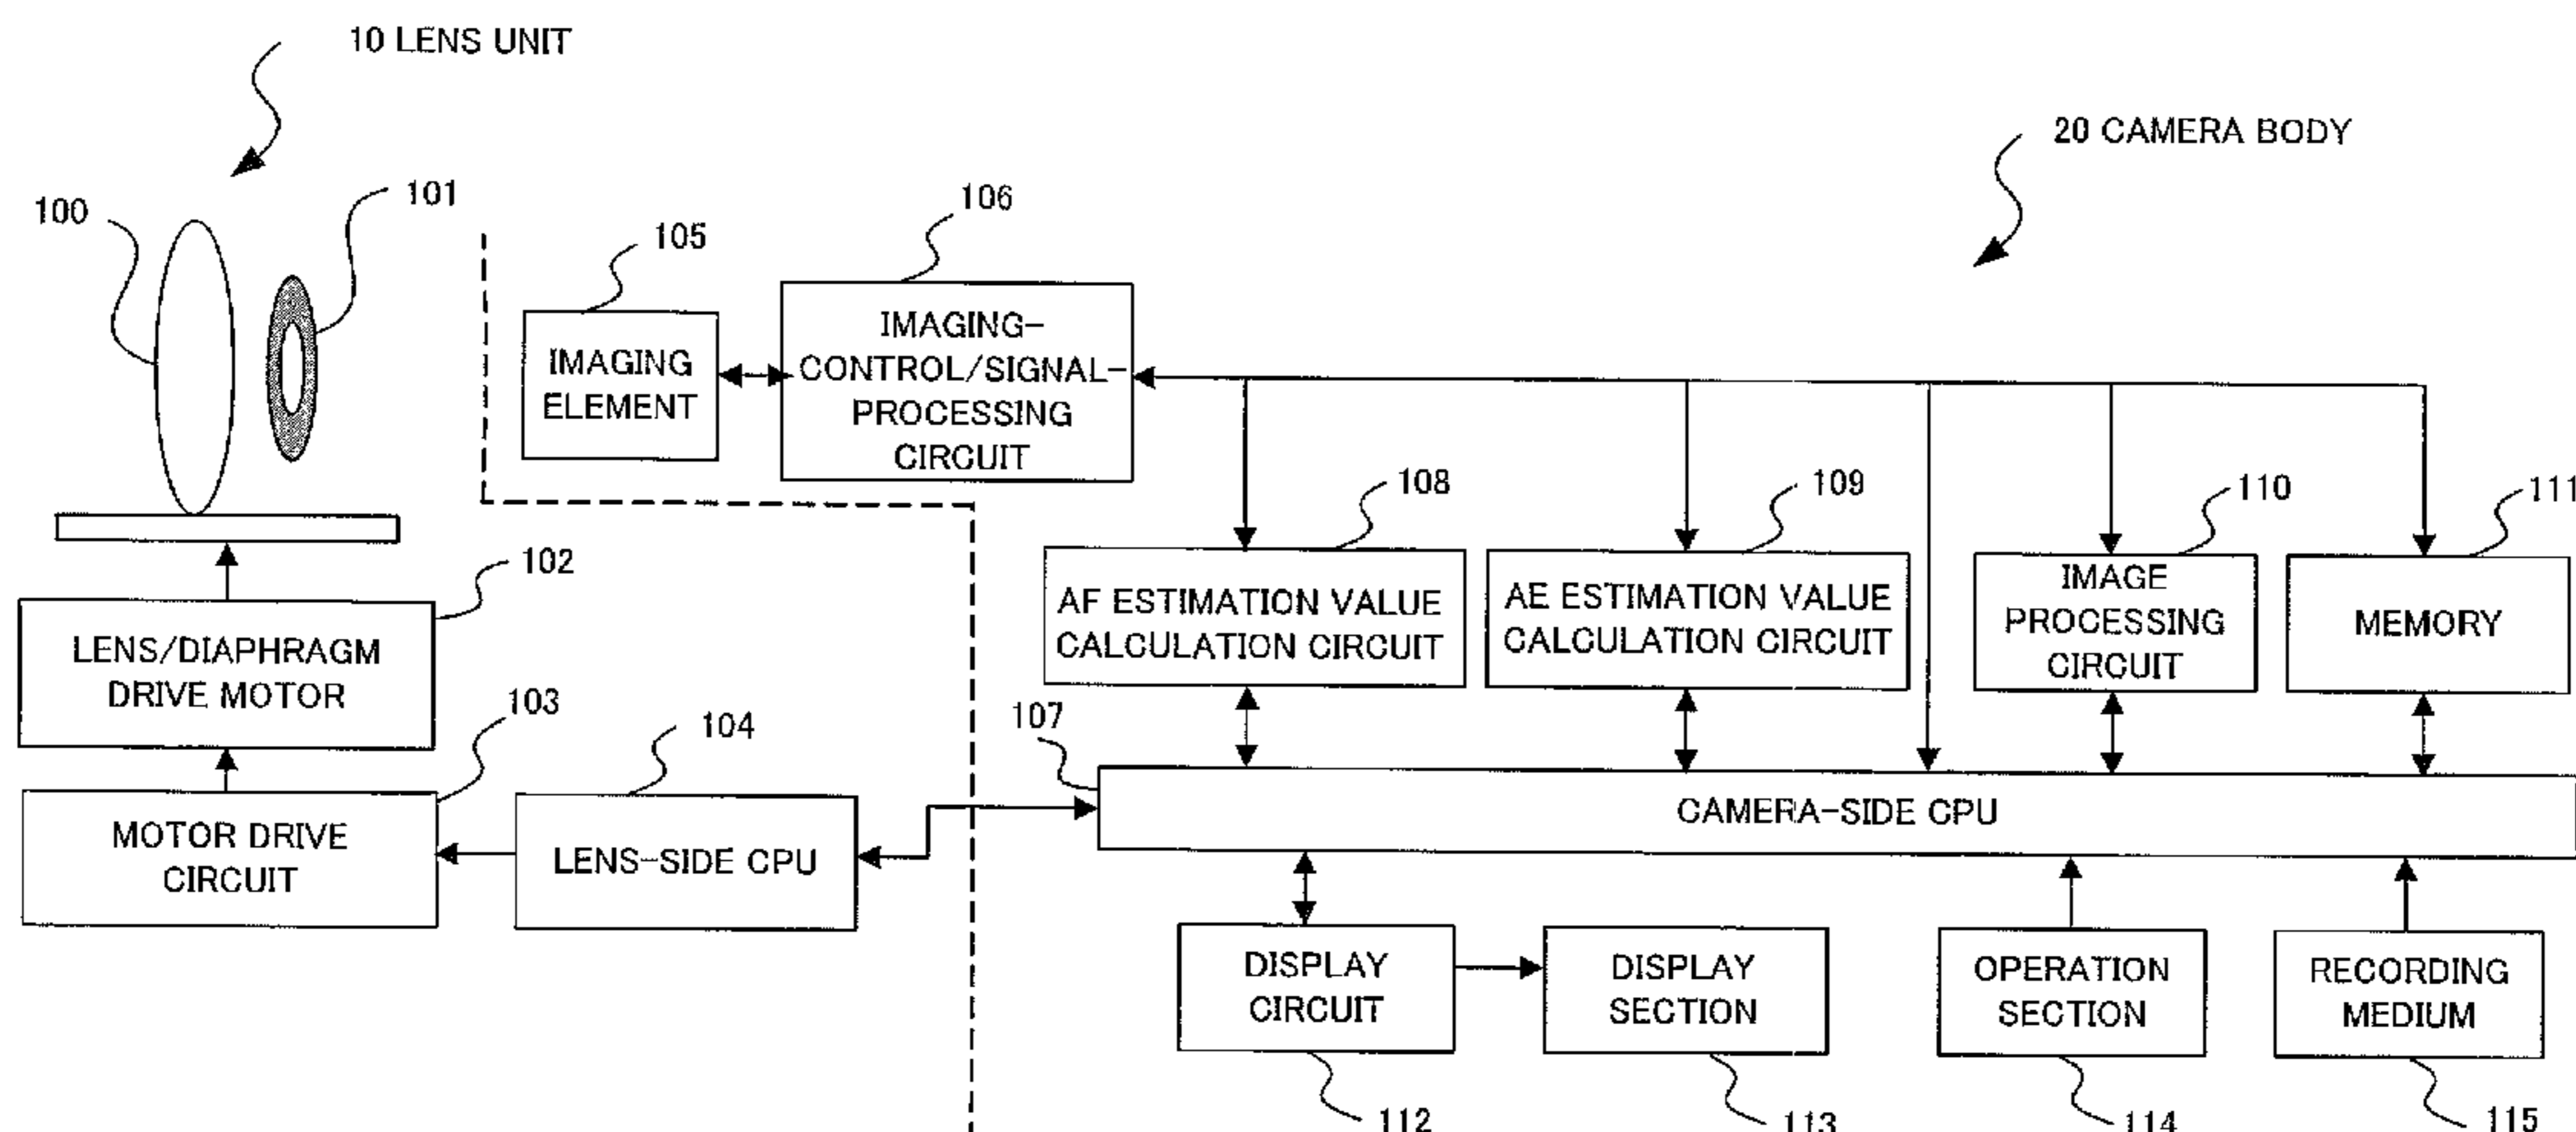 10 LENS UNIT
20 CAMERA BODY
100
101
105
106
IMAGING
ELEMENT
IMAGING-
CONTROL/SIGNAL-
PROCESSING
CIRCUIT
102
108
109
110
111
LENS/DIAPHRAGM
DRIVE MOTOR
AF ESTIMATION VALUE
CALCULATION CIRCUIT
AE ESTIMATION VALUE
CALCULATION CIRCUIT
IMAGE
PROCESSING
CIRCUIT
MEMORY
103
104
107
MOTOR DRIVE
CIRCUIT
LENS-SIDE CPU
CAMERA-SIDE CPU
DISPLAY
CIRCUIT
DISPLAY
SECTION
OPERATION
SECTION
RECORDING
MEDIUM
112
113
114
115